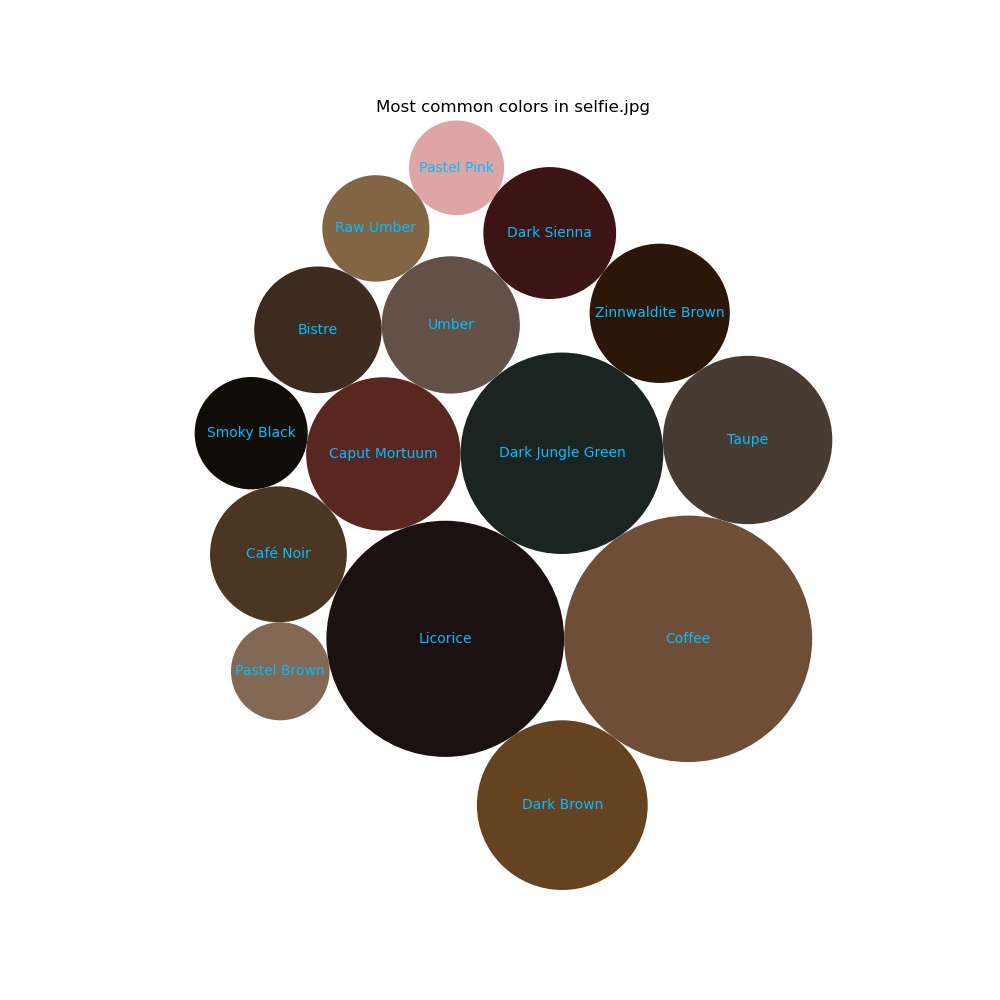 Most common colors in selfie.jpg
Pastel Pink
Raw Umber
Dark Sienna
Zinnwaldite Brown
Umber
Bistre
Smoky Black
Caput Mortuum
Dark Jungle Green
Taupe
Café Noir
Licorice
Coffee
Pastel Brown
Dark Brown